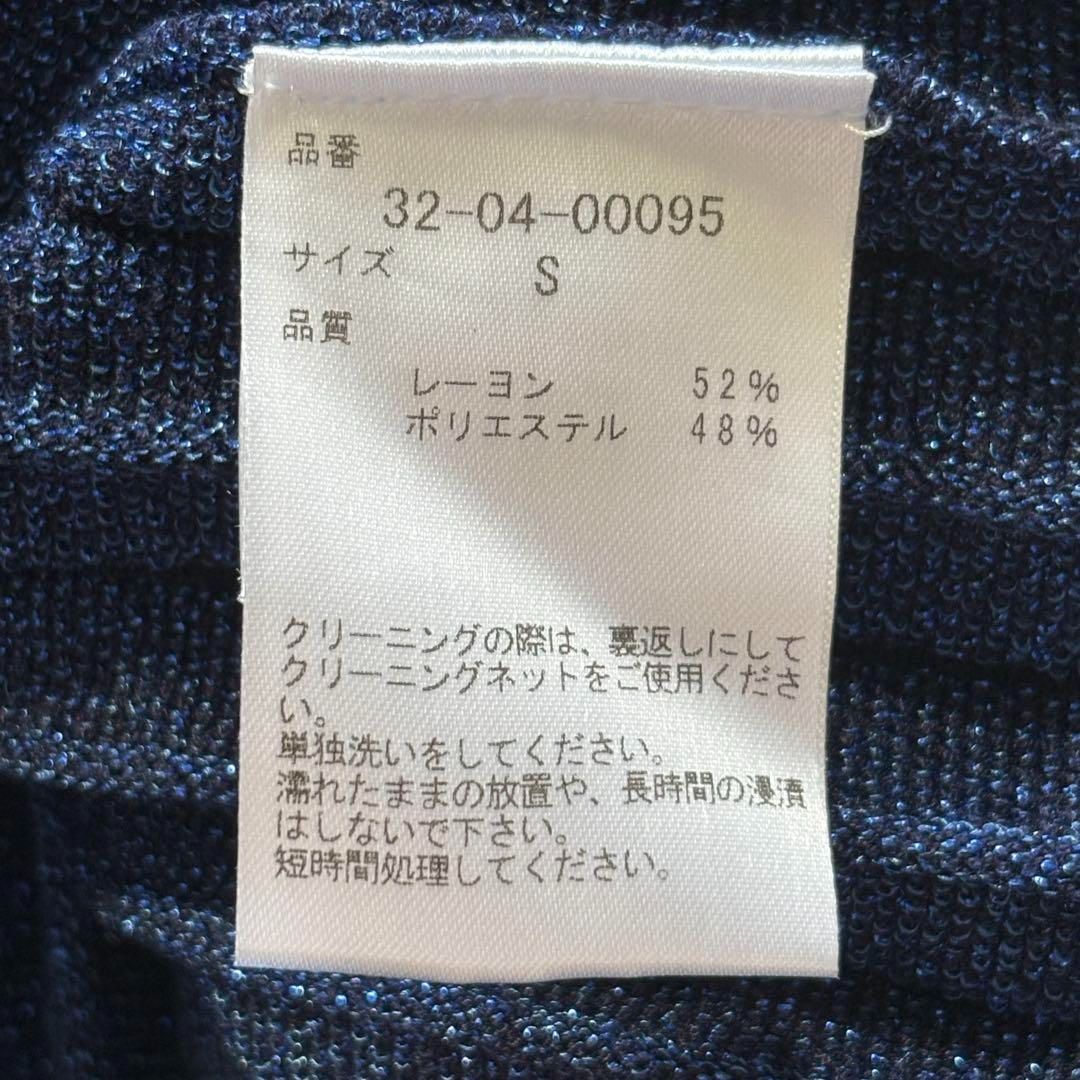 品番
32-04-00095
サイズ S
品質
レーヨン 52%
ポリエステル 48%
クリーニングの際は、裏返しにして
クリーニングネットをご使用くださ
い。
単独洗いをしてください。
濡れたままの放置や、長時間の浸漬
はしないで下さい。
短時間処理してください。